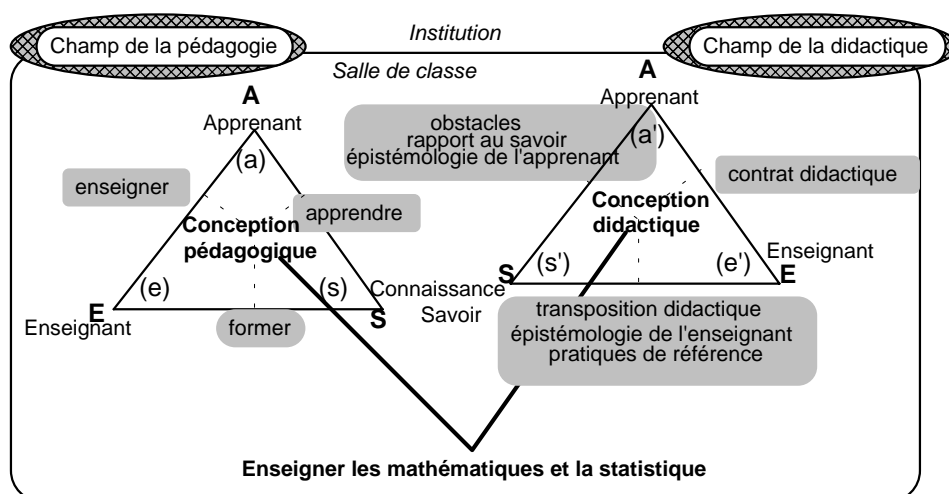 Champ de la pédagogie
Institution
Champ de la didactique
Salle de classe
A
Apprenant
(a)
enseigner
apprendre
Conception
pédagogique
(e)
(s)
E
Enseignant
former
S
Connaissance
Savoir
A
Apprenant
obstacles
rapport au savoir
épistémologie de l'apprenant
(a')
contrat didactique
Conception
didactique
Enseignant
S
(s')
(e')
E
transposition didactique
épistémologie de l'enseignant
pratiques de référence
Enseigner les mathématiques et la statistique